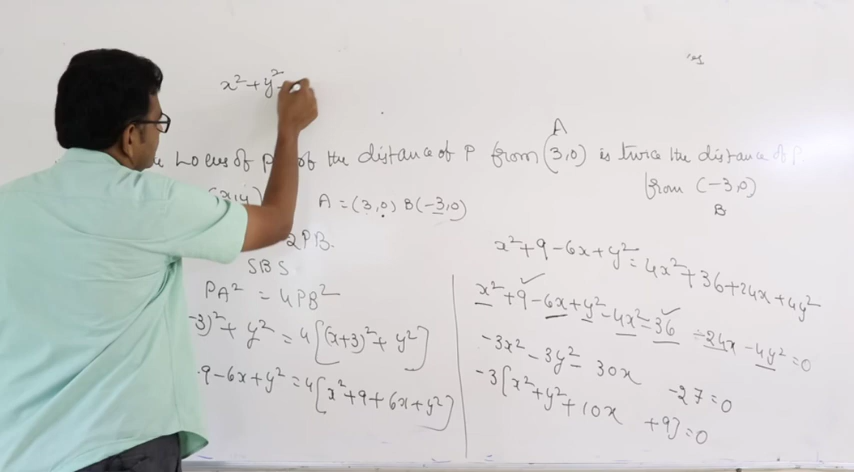 x² + y² -
Locus of P of the distance of P from (3,0) is twice the distance of P
A
from (-3,0)
B
A = (3,0) B(-3,0)
2PB.
SBS
PA² = 4PB²
-3)² + y² = 4[(x+3)² + y²]
9-6x+y² = 4[x²+9+6x+y²]
x²+9-6x+y² = 4x²+36+24x+4y²
x²+9-6x+y²-4x²-36-24x-4y²=0
-3x²-3y²-30x -27=0
-3[x²+y²+10x +9]=0